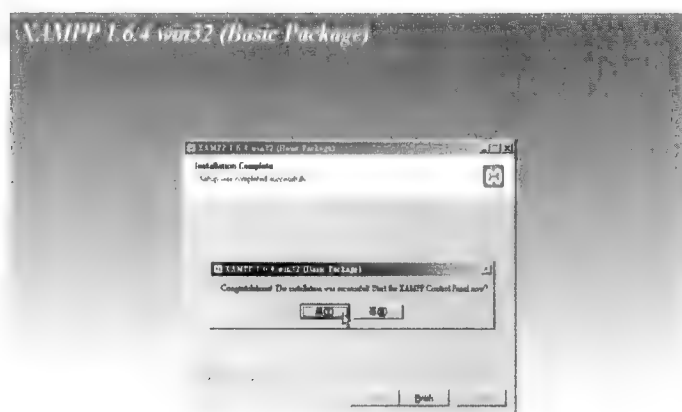 XAMPP 1.6.4 win32 (Basic Package)
XAMPP 1.6.4 win32 (Basic Package)
Installation Complete
Setup was completed successfully.
XAMPP 1.6.4 win32 (Basic Package)
Congratulations! The installation was successful! Start the XAMPP Control Panel now?
是(Y)
否(N)
Finish